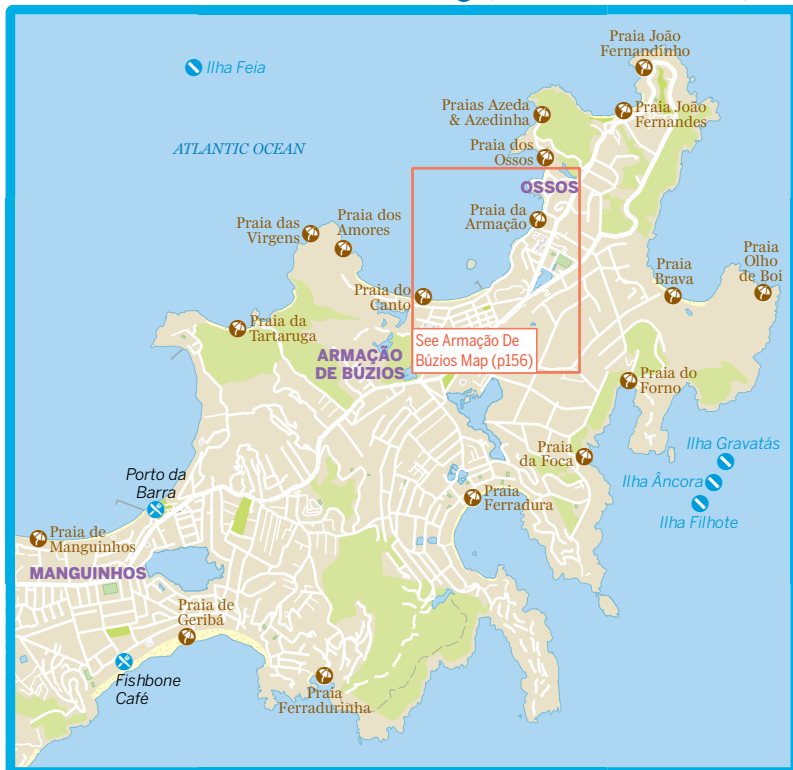 Praia João
Fernandinho
Ilha Feia
Praias Azeda
& Azedinha
Praia João
Fernandes
ATLANTIC OCEAN
Praia dos
Ossos
OSSOS
Praia da
Armação
Praia das
Virgens
Praia dos
Amores
Praia
Olho
de Boi
Praia
Brava
Praia do
Canto
Praia da
Tartaruga
See Armação De
Búzios Map (p156)
ARMAÇÃO
DE BÚZIOS
Praia do
Forno
Ilha Gravatás
Praia
da Foca
Ilha Âncora
Porto da
Barra
Praia
Ferradura
Ilha Filhote
Praia de
Manguinhos
MANGUINHOS
Praia de
Geribá
Fishbone
Café
Praia
Ferradurinha